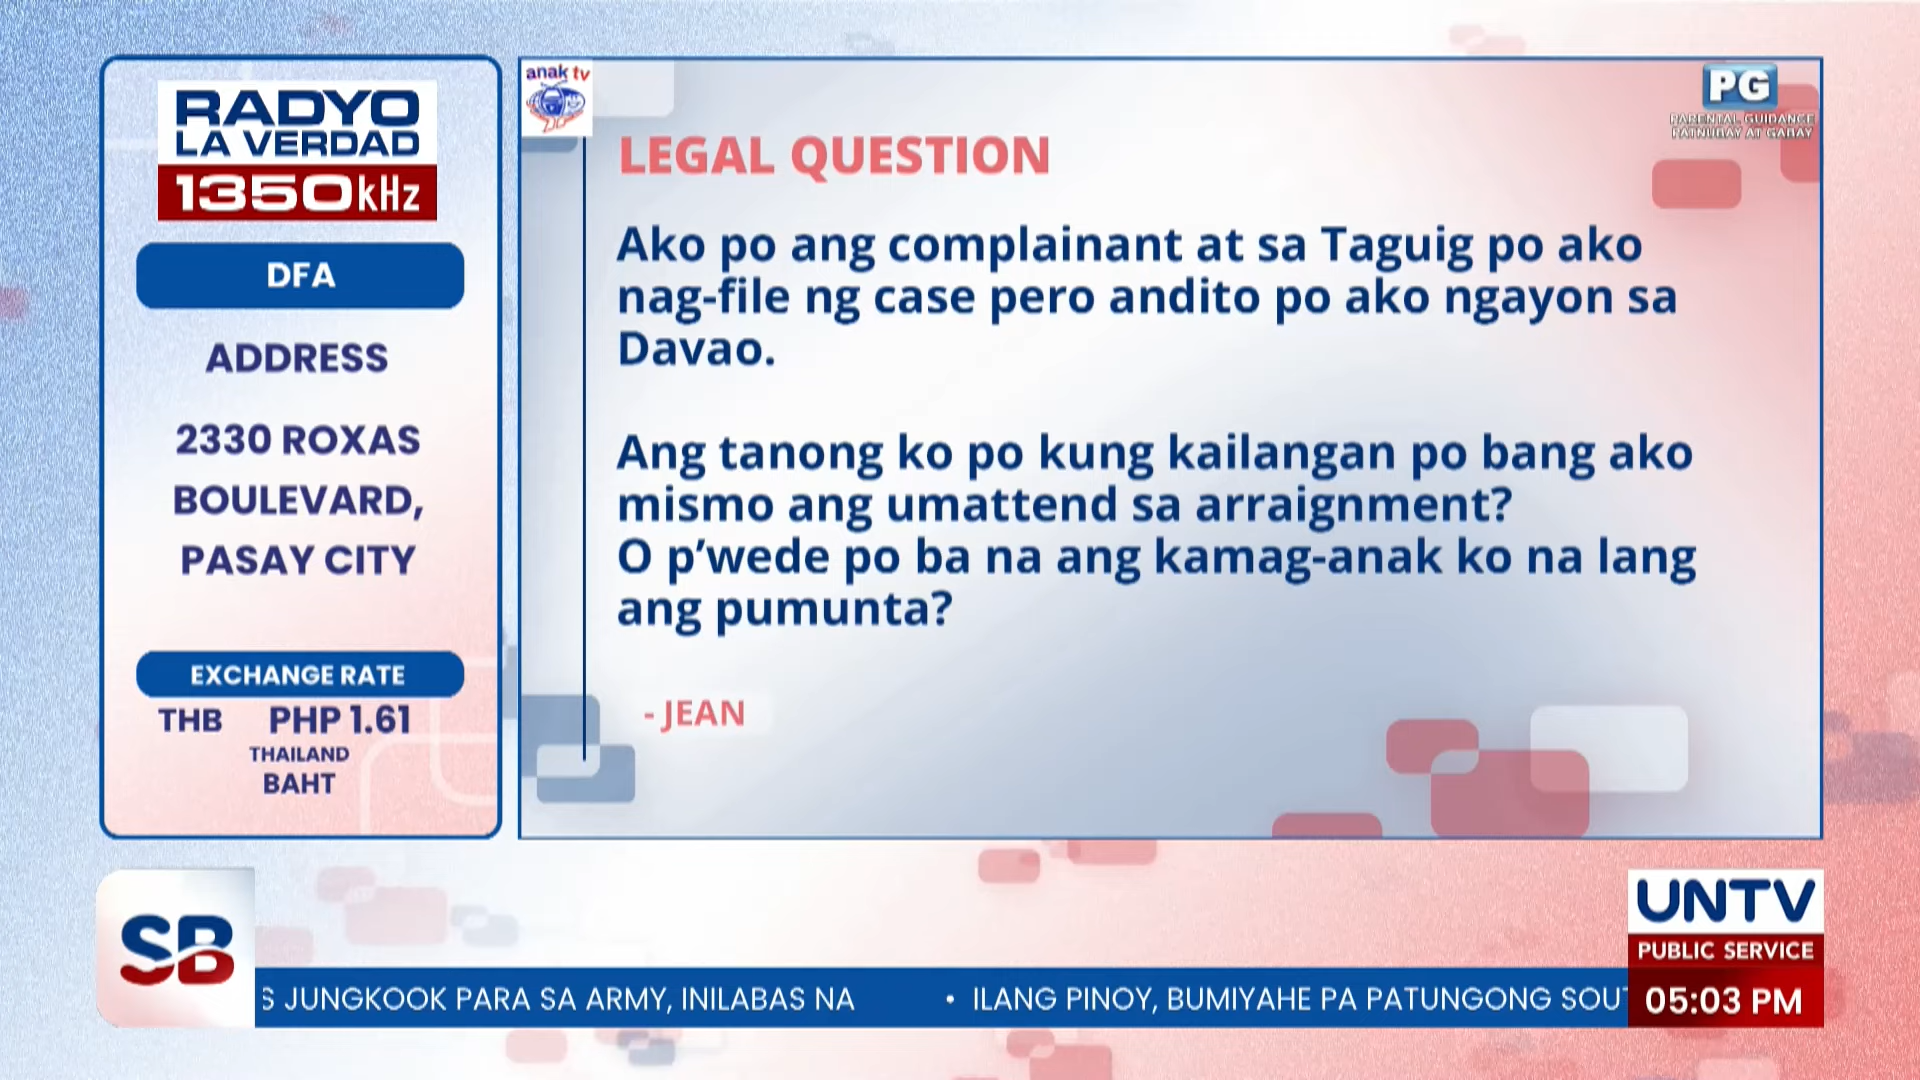 RADYO
LA VERDAD
1350kHz
DFA
ADDRESS
2330 ROXAS
BOULEVARD,
PASAY CITY
EXCHANGE RATE
THB PHP 1.61
THAILAND
BAHT
anak tv
PG
PARENTAL GUIDANCE
PATNUBAY AT GABAY
LEGAL QUESTION
Ako po ang complainant at sa Taguig po ako
nag-file ng case pero andito po ako ngayon sa
Davao.
Ang tanong ko po kung kailangan po bang ako
mismo ang umattend sa arraignment?
O p’wede po ba na ang kamag-anak ko na lang
ang pumunta?
- JEAN
SB
S JUNGKOOK PARA SA ARMY, INILABAS NA • ILANG PINOY, BUMIYAHE PA PATUNGONG SOUT
UNTV
PUBLIC SERVICE
05:03 PM